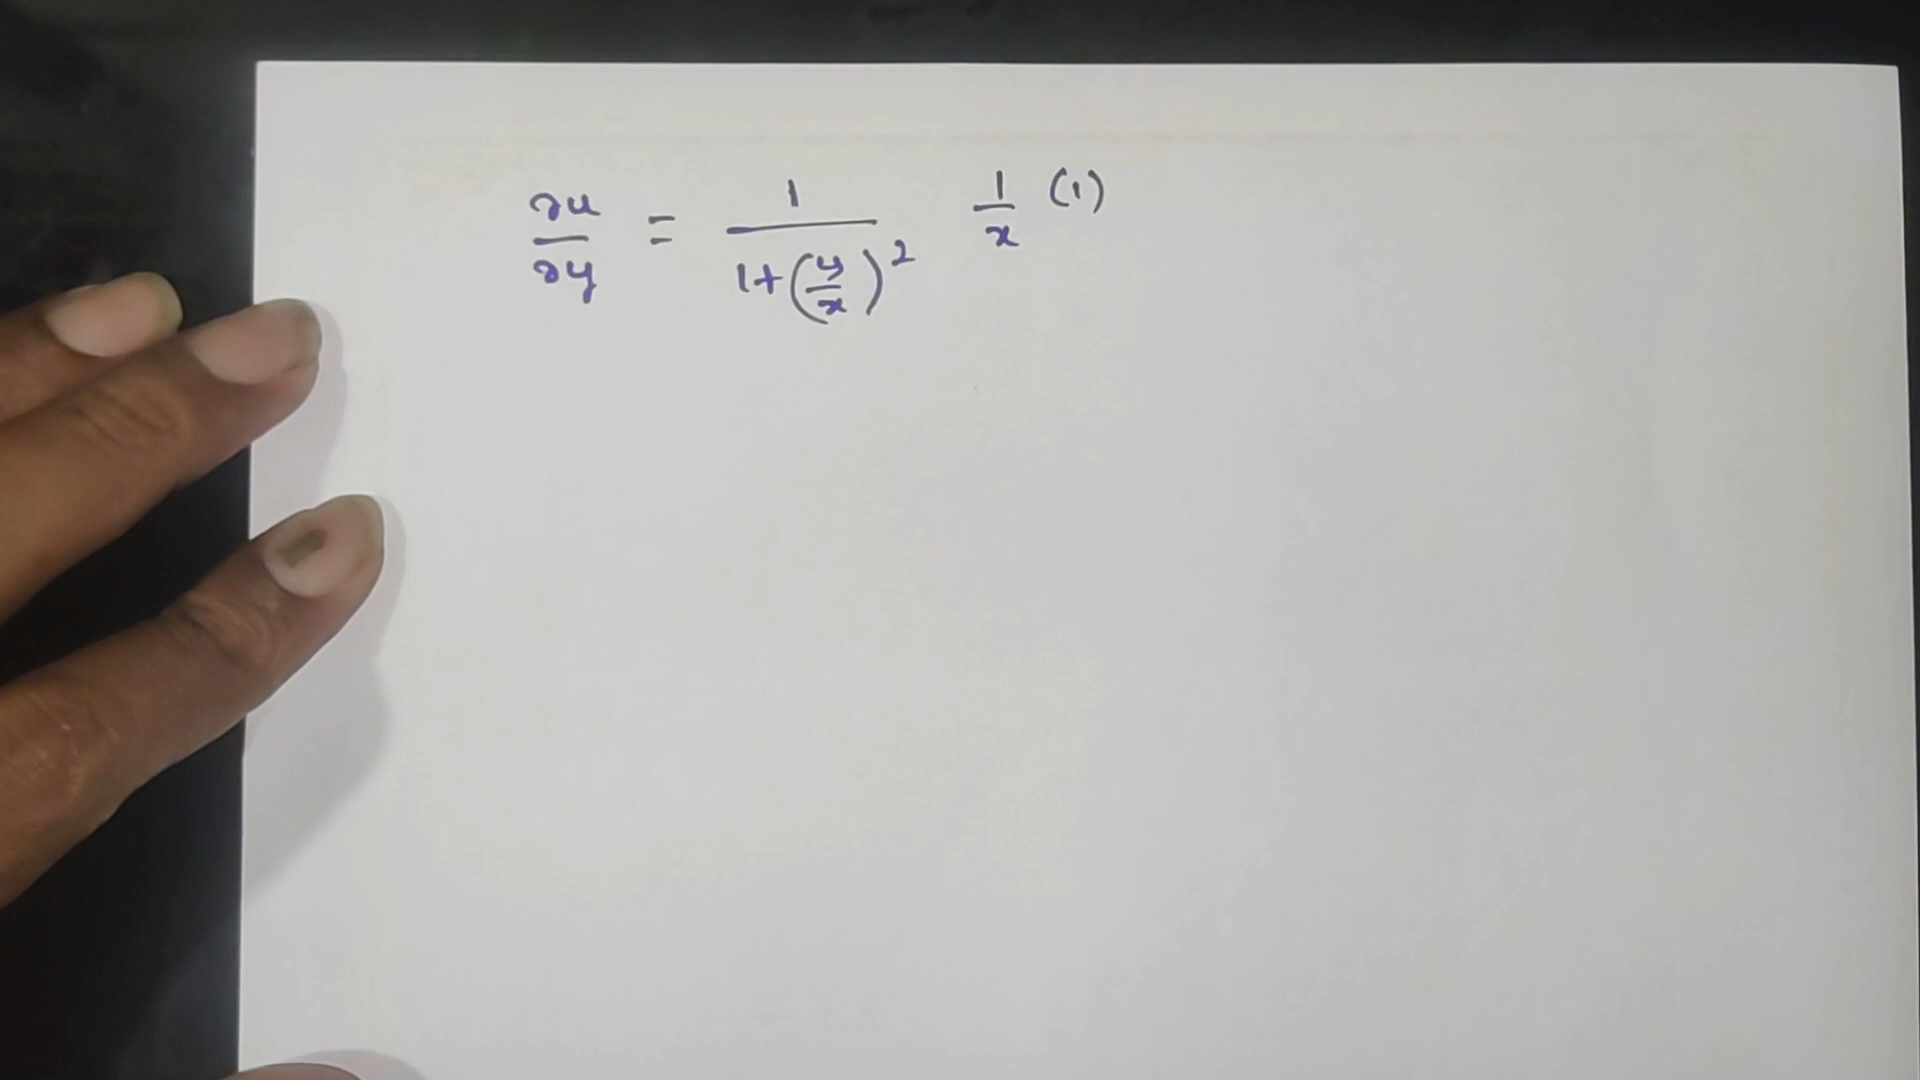 ∂u/∂y = 1/(1+(y/x)^2) 1/x (1)